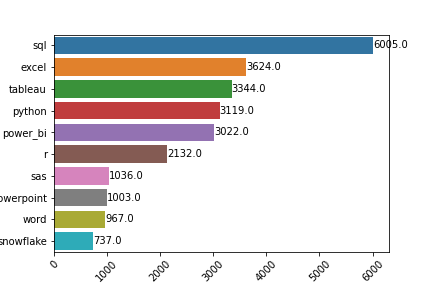 sql 6005.0
excel 3624.0
tableau 3344.0
python 3119.0
power_bi 3022.0
r 2132.0
sas 1036.0
owerpoint 1003.0
word 967.0
snowflake 737.0
0 1000 2000 3000 4000 5000 6000